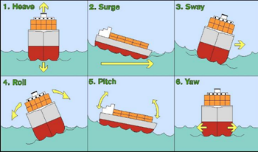 1. Heave
2. Surge
3. Sway
4. Roll
5. Pitch
6. Yaw